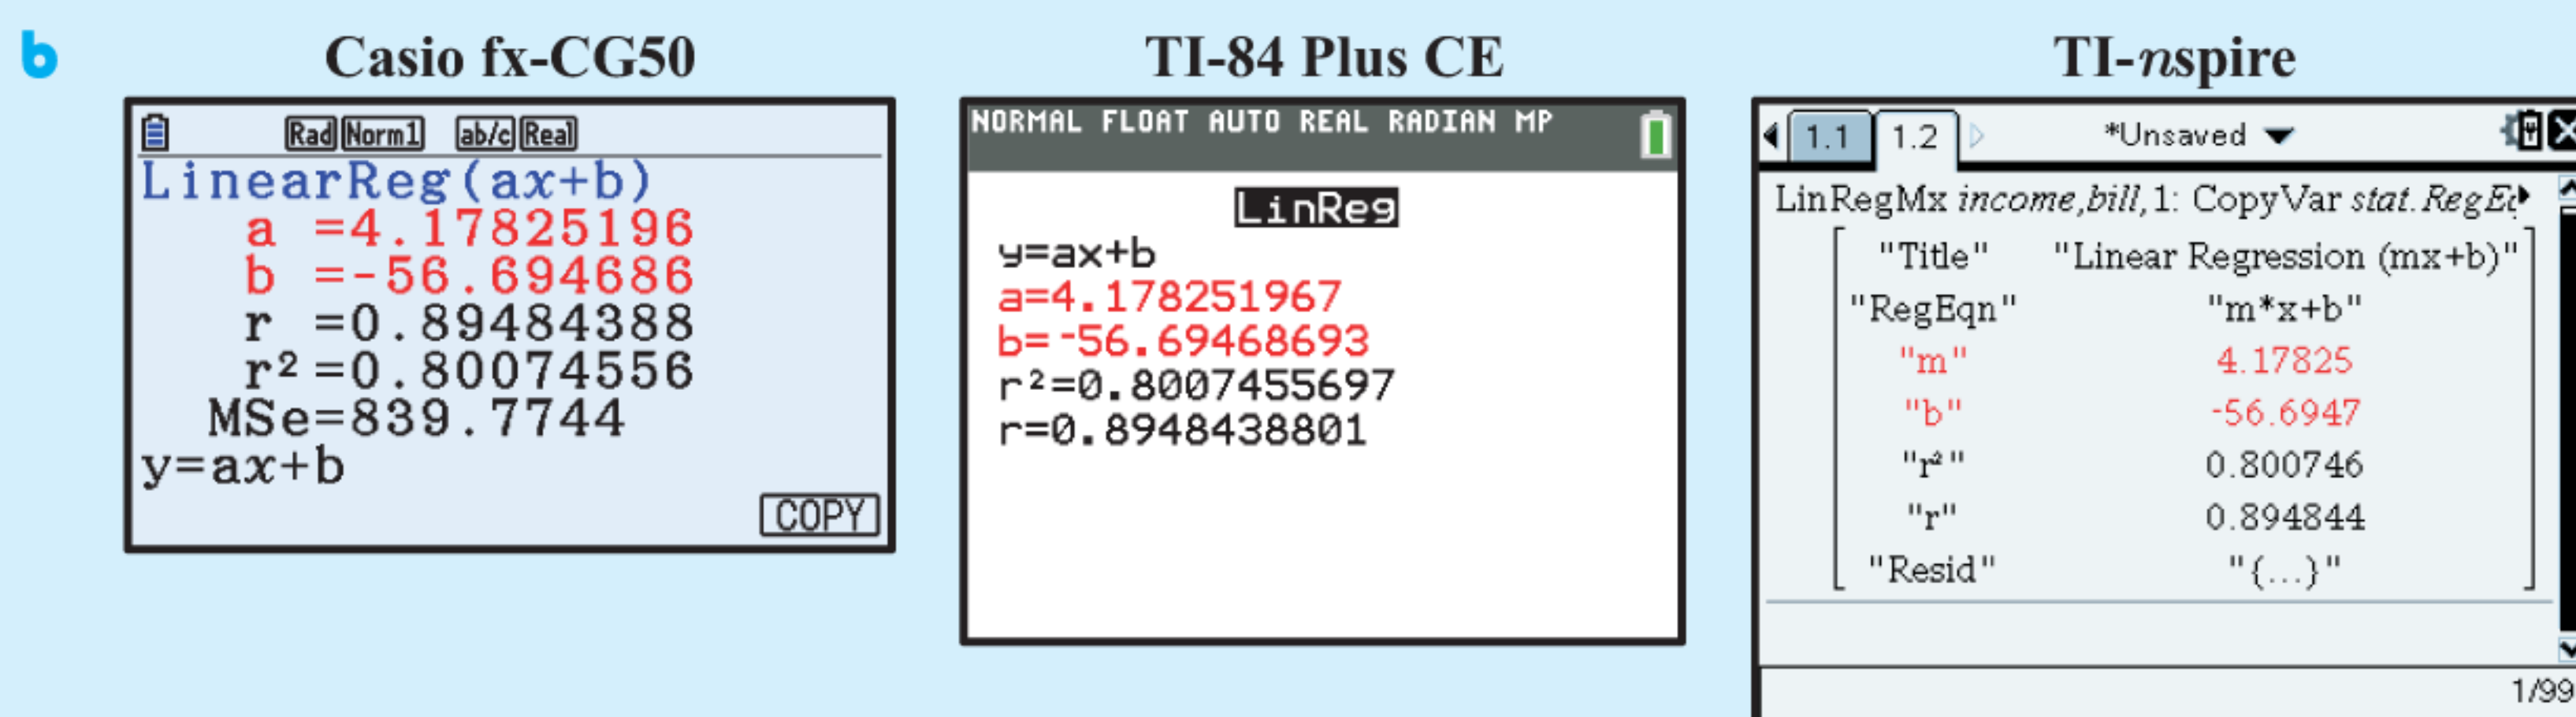 b
Casio fx-CG50
Rad Norm1 ab/c Real
LinearReg(ax+b)
a =4.17825196
b =-56.694686
r =0.89484388
r²=0.80074556
MSe=839.7744
y=ax+b
COPY
TI-84 Plus CE
NORMAL FLOAT AUTO REAL RADIAN MP
LinReg
y=ax+b
a=4.178251967
b=-56.69468693
r²=0.8007455697
r=0.8948438801
TI-nspire
1.1 1.2 *Unsaved
LinRegMx income,bill,1: CopyVar stat.RegEq
"Title" "Linear Regression (mx+b)"
"RegEqn" "m*x+b"
"m" 4.17825
"b" -56.6947
"r²" 0.800746
"r" 0.894844
"Resid" "{...}"
1/99